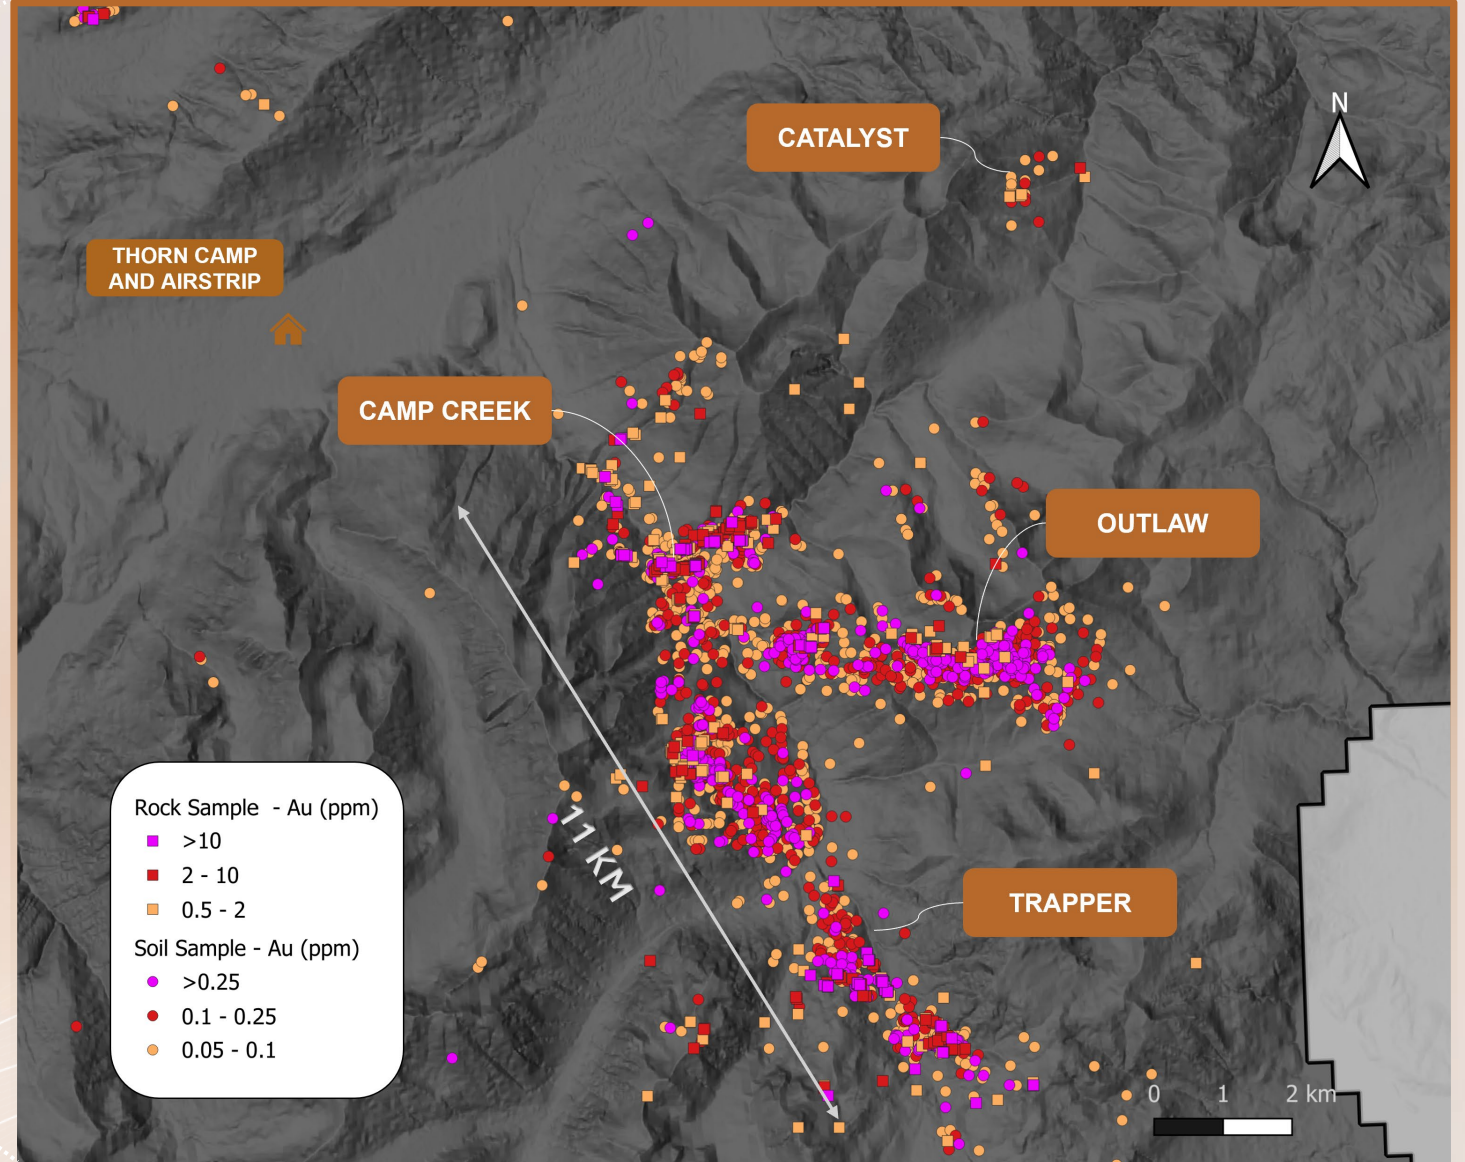 N
CATALYST
THORN CAMP
AND AIRSTRIP
CAMP CREEK
OUTLAW
11 KM
TRAPPER
Rock Sample - Au (ppm)
>10
2 - 10
0.5 - 2
Soil Sample - Au (ppm)
>0.25
0.1 - 0.25
0.05 - 0.1
0 1 2 km